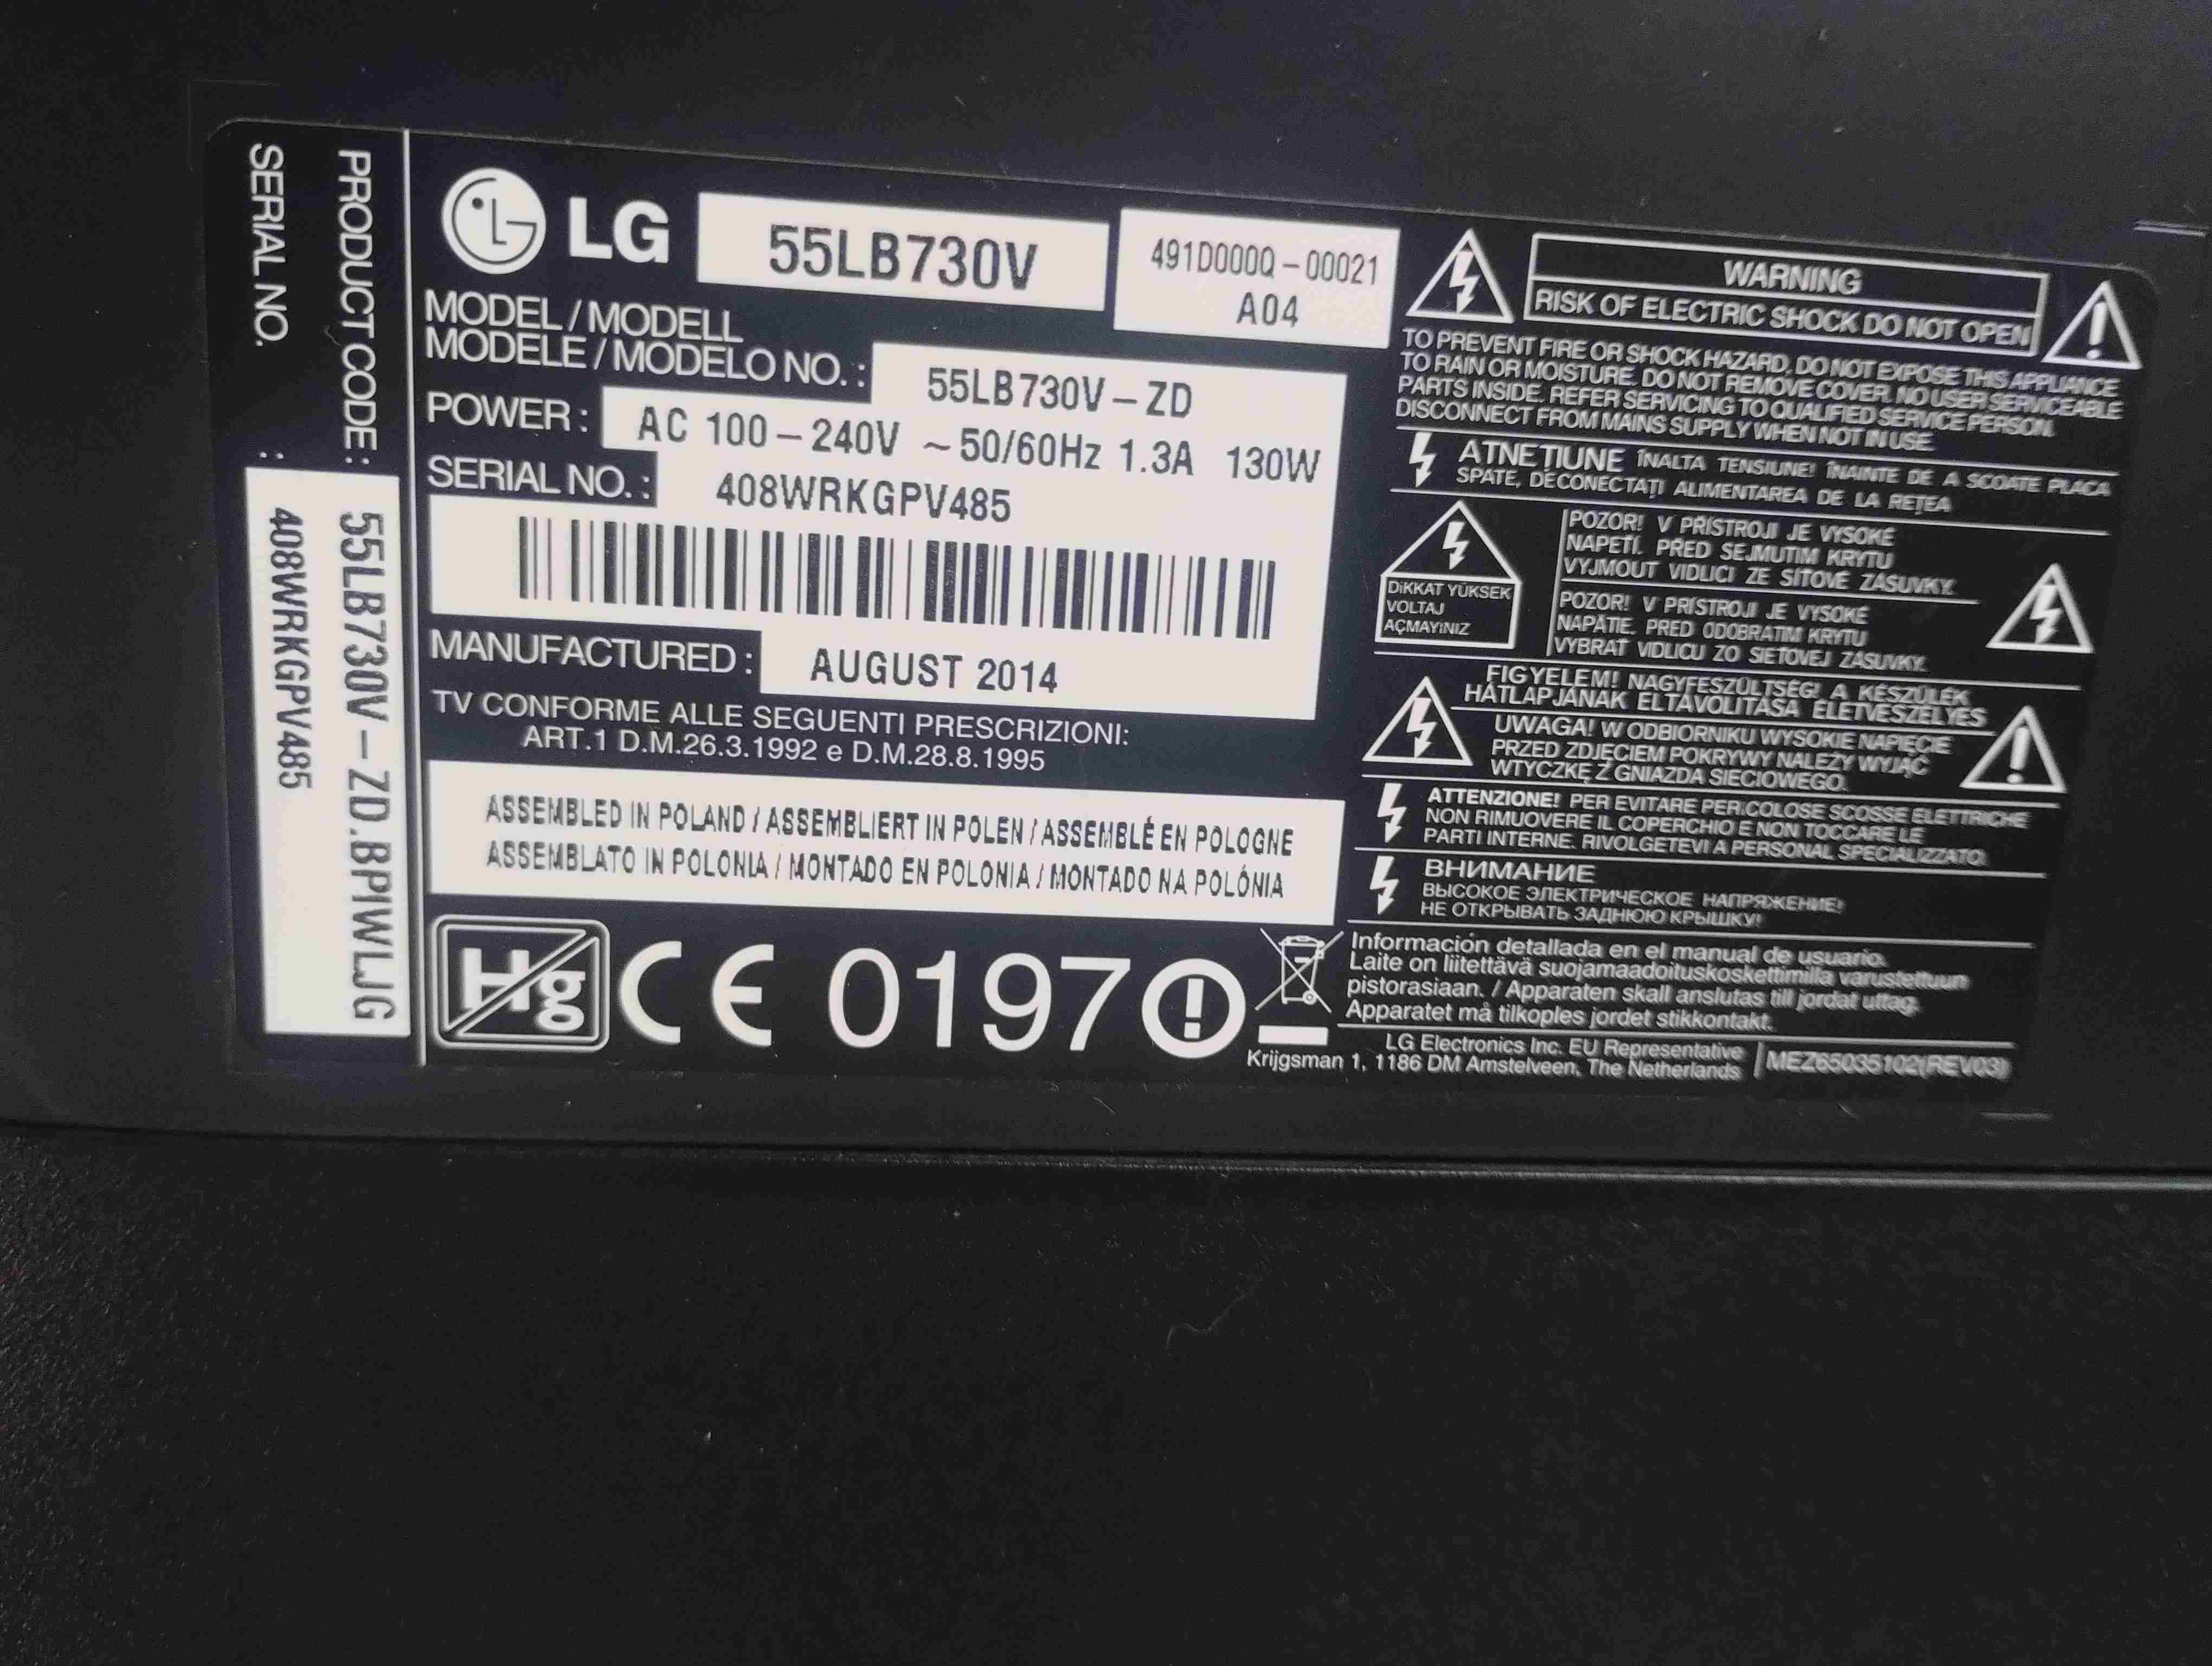 SERIAL NO. : 408WRKGPV485
PRODUCT CODE: 55LB730V-ZD.BPIWLJG
LG 55LB730V
491D000Q-00021
A04
MODEL / MODELL
MODELE / MODELO NO. : 55LB730V-ZD
POWER : AC 100-240V ~50/60Hz 1.3A 130W
SERIAL NO. : 408WRKGPV485
MANUFACTURED : AUGUST 2014
TV CONFORME ALLE SEGUENTI PRESCRIZIONI:
ART.1 D.M.26.3.1992 e D.M.28.8.1995
ASSEMBLED IN POLAND / ASSEMBLIERT IN POLEN / ASSEMBLÉ EN POLOGNE
ASSEMBLATO IN POLONIA / MONTADO EN POLONIA / MONTADO NA POLÓNIA
Hg CE 0197
WARNING
RISK OF ELECTRIC SHOCK DO NOT OPEN
TO PREVENT FIRE OR SHOCK HAZARD, DO NOT EXPOSE THIS APPLIANCE
TO RAIN OR MOISTURE. DO NOT REMOVE COVER. NO USER SERVICEABLE
PARTS INSIDE. REFER SERVICING TO QUALIFIED SERVICE PERSON.
DISCONNECT FROM MAINS SUPPLY WHEN NOT IN USE.
ATNEȚIUNE ÎNALTA TENSIUNE! ÎNAINTE DE A SCOATE PLACA
SPATE, DECONECTAȚI ALIMENTAREA DE LA REȚEA
DİKKAT YÜKSEK
VOLTAJ
AÇMAYiNIZ
POZOR! V PŘÍSTROJI JE VYSOKÉ
NAPĚTÍ. PŘED SEJMUTIM KRYTU
VYJMOUT VIDLICI ZE SÍŤOVÉ ZÁSUVKY.
POZOR! V PRÍSTROJI JE VYSOKÉ
NAPÄTIE. PRED ODOBRATIM KRYTU
VYBRAŤ VIDLICU ZO SIEŤOVEJ ZÁSUVKY.
FIGYELEM! NAGYFESZÜLTSÉG! A KÉSZÜLÉK
HÁTLAPJÁNAK ELTÁVOLITÁSA ÉLETVESZÉLYES
UWAGA! W ODBIORNIKU WYSOKIE NAPIĘCIE
PRZED ZDJĘCIEM POKRYWY NALEŻY WYJĄĆ
WTYCZKĘ Z GNIAZDA SIECIOWEGO.
ATTENZIONE! PER EVITARE PERICOLOSE SCOSSE ELETTRICHE
NON RIMUOVERE IL COPERCHIO E NON TOCCARE LE
PARTI INTERNE. RIVOLGETEVI A PERSONAL SPECIALIZZATO.
ВНИМАНИЕ
ВЫСОКОЕ ЭЛЕКТРИЧЕСКОЕ НАПРЯЖЕНИЕ!
НЕ ОТКРЫВАТЬ ЗАДНЮЮ КРЫШКУ!
Información detallada en el manual de usuario.
Laite on liitettävä suojamaadoituskoskettimilla varustettuun
pistorasiaan. / Apparaten skall anslutas till jordat uttag.
Apparatet må tilkoples jordet stikkontakt.
LG Electronics Inc. EU Representative
Krijgsman 1, 1186 DM Amstelveen, The Netherlands
MEZ65035102(REV03)